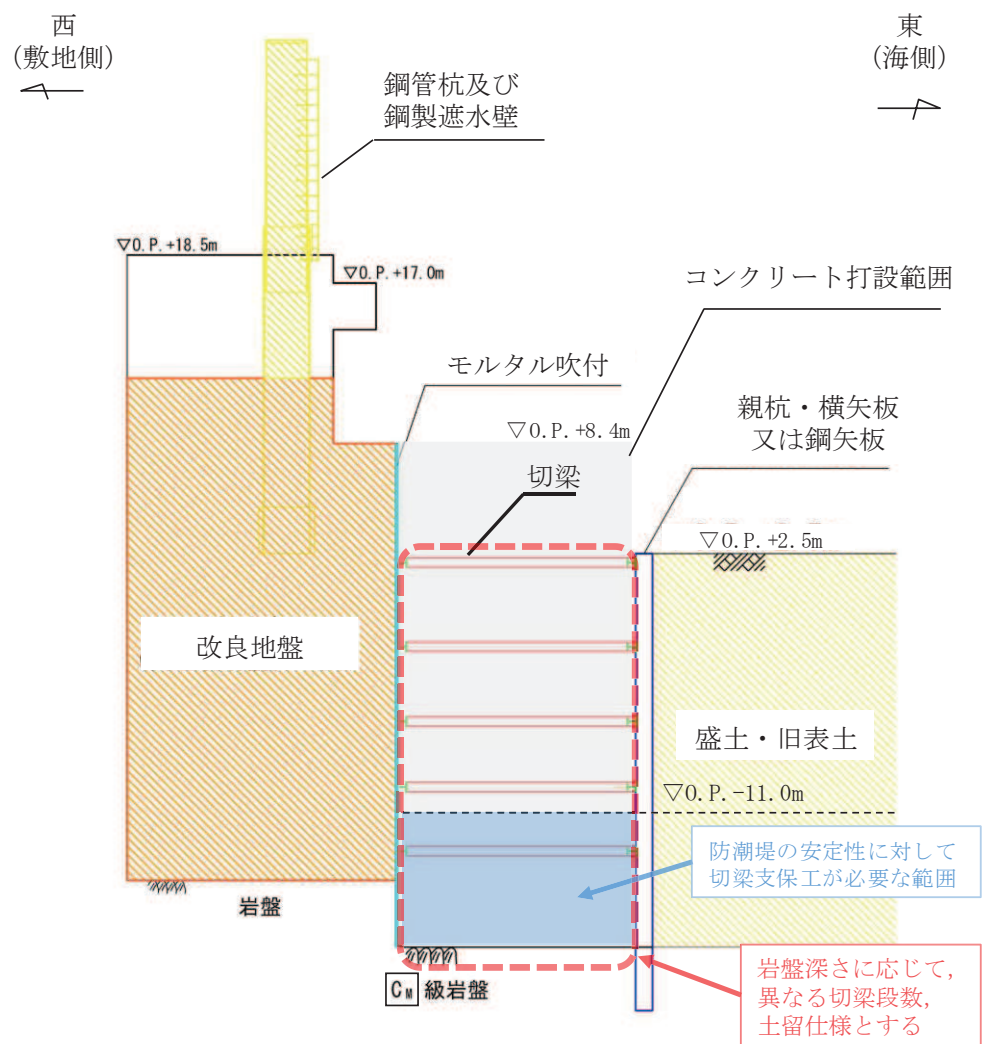 西
(敷地側)
東
(海側)
鋼管杭及び
鋼製遮水壁
▽O.P.+18.5m
▽O.P.+17.0m
コンクリート打設範囲
モルタル吹付
▽O.P.+8.4m
親杭・横矢板
又は鋼矢板
切梁
▽O.P.+2.5m
改良地盤
盛土・旧表土
▽O.P.-11.0m
防潮堤の安定性に対して
切梁支保工が必要な範囲
岩盤
CM 級岩盤
岩盤深さに応じて,
異なる切梁段数,
土留仕様とする